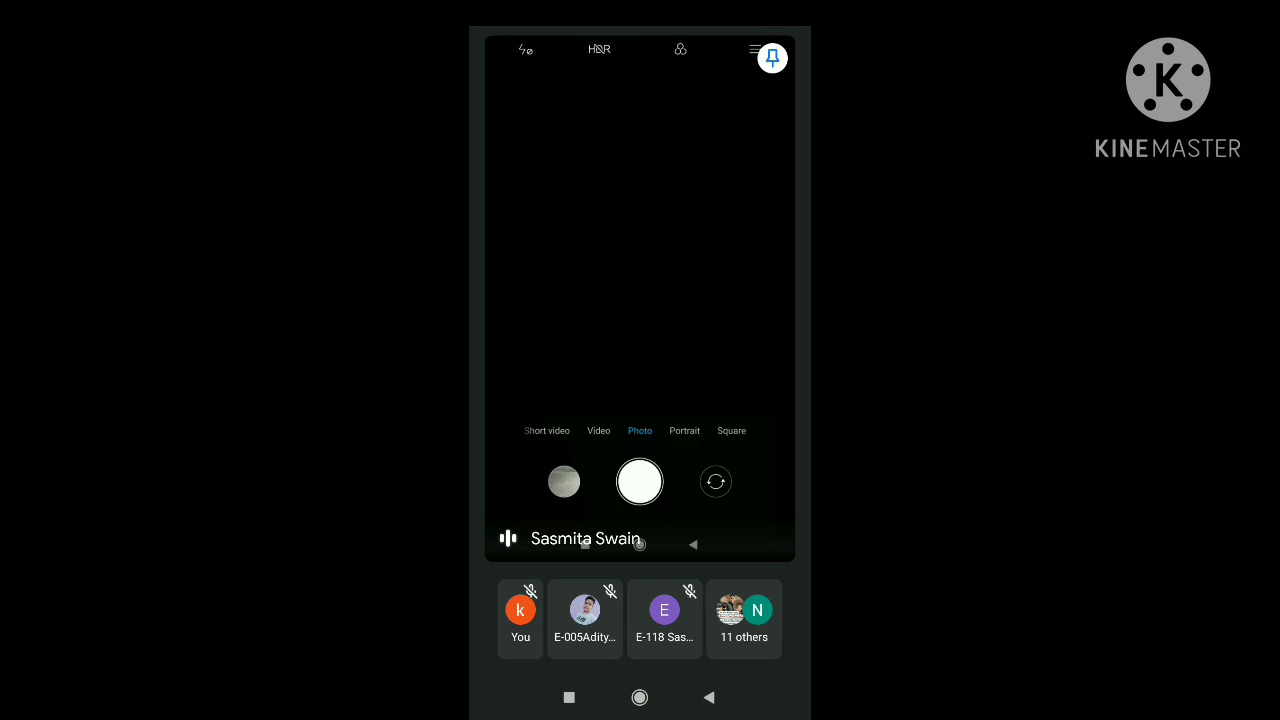 HDR
K
KINEMASTER
Short video Video Photo Portrait Square
Sasmita Swain
k E N
You E-005Adity... E-118 Sas... 11 others